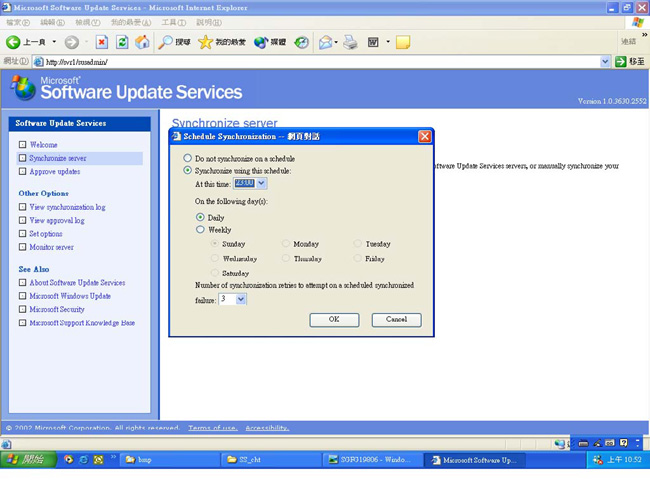 Microsoft Software Update Services - Microsoft Internet Explorer
檔案(F) 編輯(E) 檢視(V) 我的最愛(A) 工具(T) 說明(H)
上一頁 搜尋 我的最愛 媒體
連結
網址(D) http://svr1/susadmin/ 移至
Microsoft
Software Update Services
Version 1.0.3630.2552
Software Update Services
Welcome
Synchronize server
Approve updates
Other Options
View synchronization log
View approval log
Set options
Monitor server
See Also
About Software Update Services
Microsoft Windows Update
Microsoft Security
Microsoft Support Knowledge Base
Synchronize server
oftware Update Services servers, or manually synchronize your
Schedule Synchronization -- 網頁對話
Do not synchronize on a schedule
Synchronize using this schedule:
At this time: 23:00
On the following day(s):
Daily
Weekly
Sunday Monday Tuesday
Wednesday Thursday Friday
Saturday
Number of synchronization retries to attempt on a scheduled synchronized
failure: 3
OK Cancel
© 2002 Microsoft Corporation. All rights reserved. Terms of use. Accessibility.
開始 bmp SS_cht SGFG19806 - Windo... Microsoft Software Up... 上午 10:52